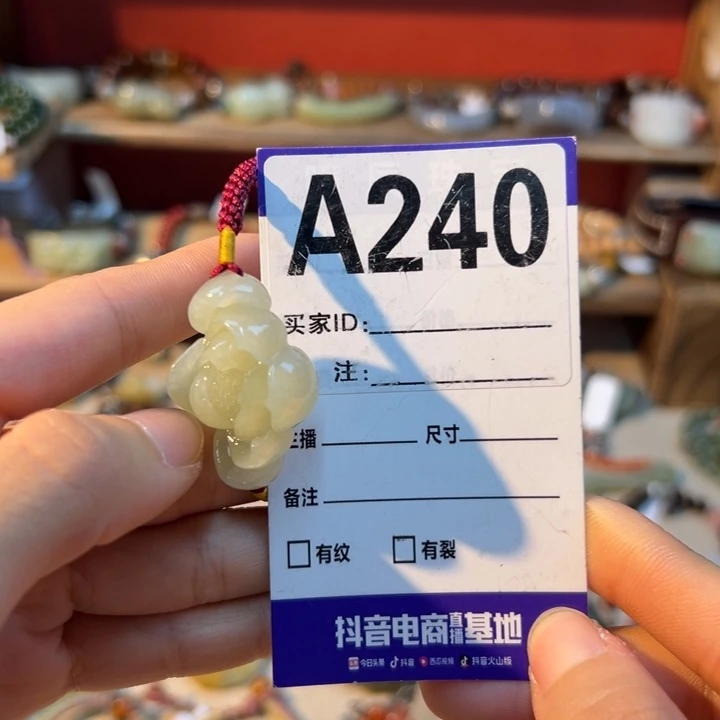 A240
买家ID:
注:
主播 尺寸
备注
有纹 有裂
抖音电商直播基地
今日头条 抖音 西瓜视频 抖音火山版